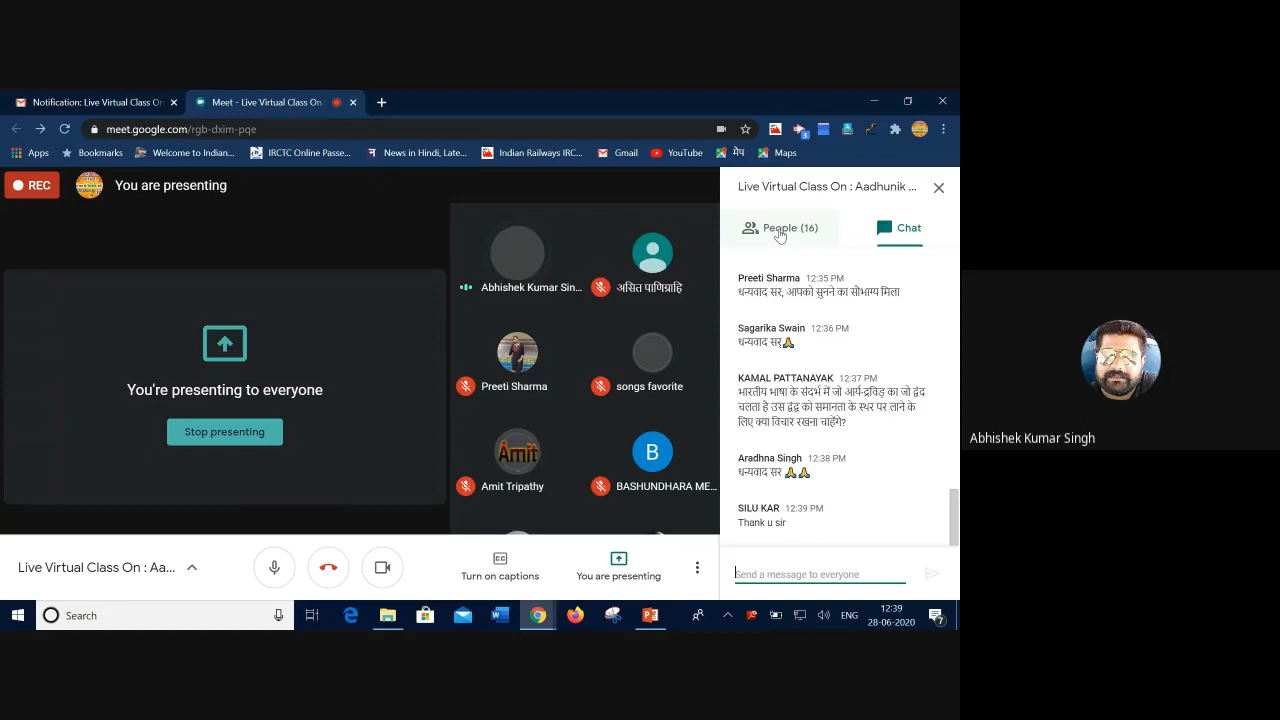 Notification: Live Virtual Class On
Meet - Live Virtual Class On
meet.google.com/rgb-dxim-pqe
Apps
Bookmarks
Welcome to Indian...
IRCTC Online Passe...
News in Hindi, Late...
Indian Railways IRC...
Gmail
YouTube
मेप
Maps
REC
You are presenting
You're presenting to everyone
Stop presenting
Abhishek Kumar Sin...
असित पाणिग्राहि
Preeti Sharma
songs favorite
Amit
Amit Tripathy
B
BASHUNDHARA ME...
Live Virtual Class On : Aadhunik ...
People (16)
Chat
Preeti Sharma 12:35 PM
धन्यवाद सर, आपको सुनने का सोभाग्य मिला
Sagarika Swain 12:36 PM
धन्यवाद सर्🙏
KAMAL PATTANAYAK 12:37 PM
भारतीय भाषा के संदर्भ में जो आर्य-द्रविड़ का जो द्वंद
चलता है उस द्वंद्व को समानता के स्थर पर लाने के
लिए क्या विचार रखना चाहेंगे?
Aradhna Singh 12:38 PM
धन्यवाद सर 🙏🙏
SILU KAR 12:39 PM
Thank u sir
Send a message to everyone
Live Virtual Class On : Aa...
Turn on captions
You are presenting
Search
3
ENG
12:39
28-06-2020
7
Abhishek Kumar Singh